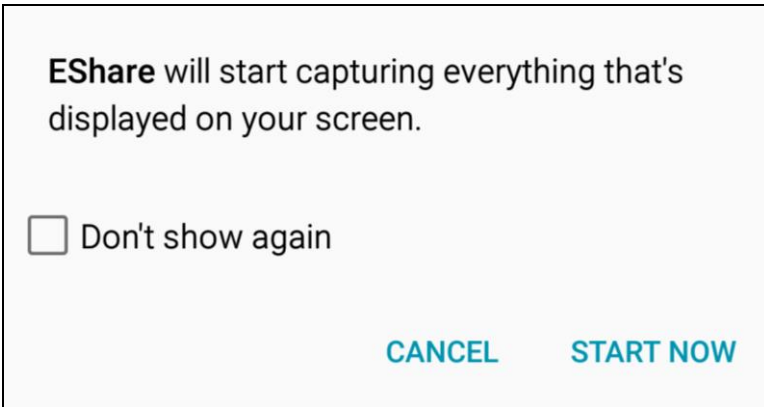 EShare will start capturing everything that's
displayed on your screen.
Don't show again
CANCEL START NOW